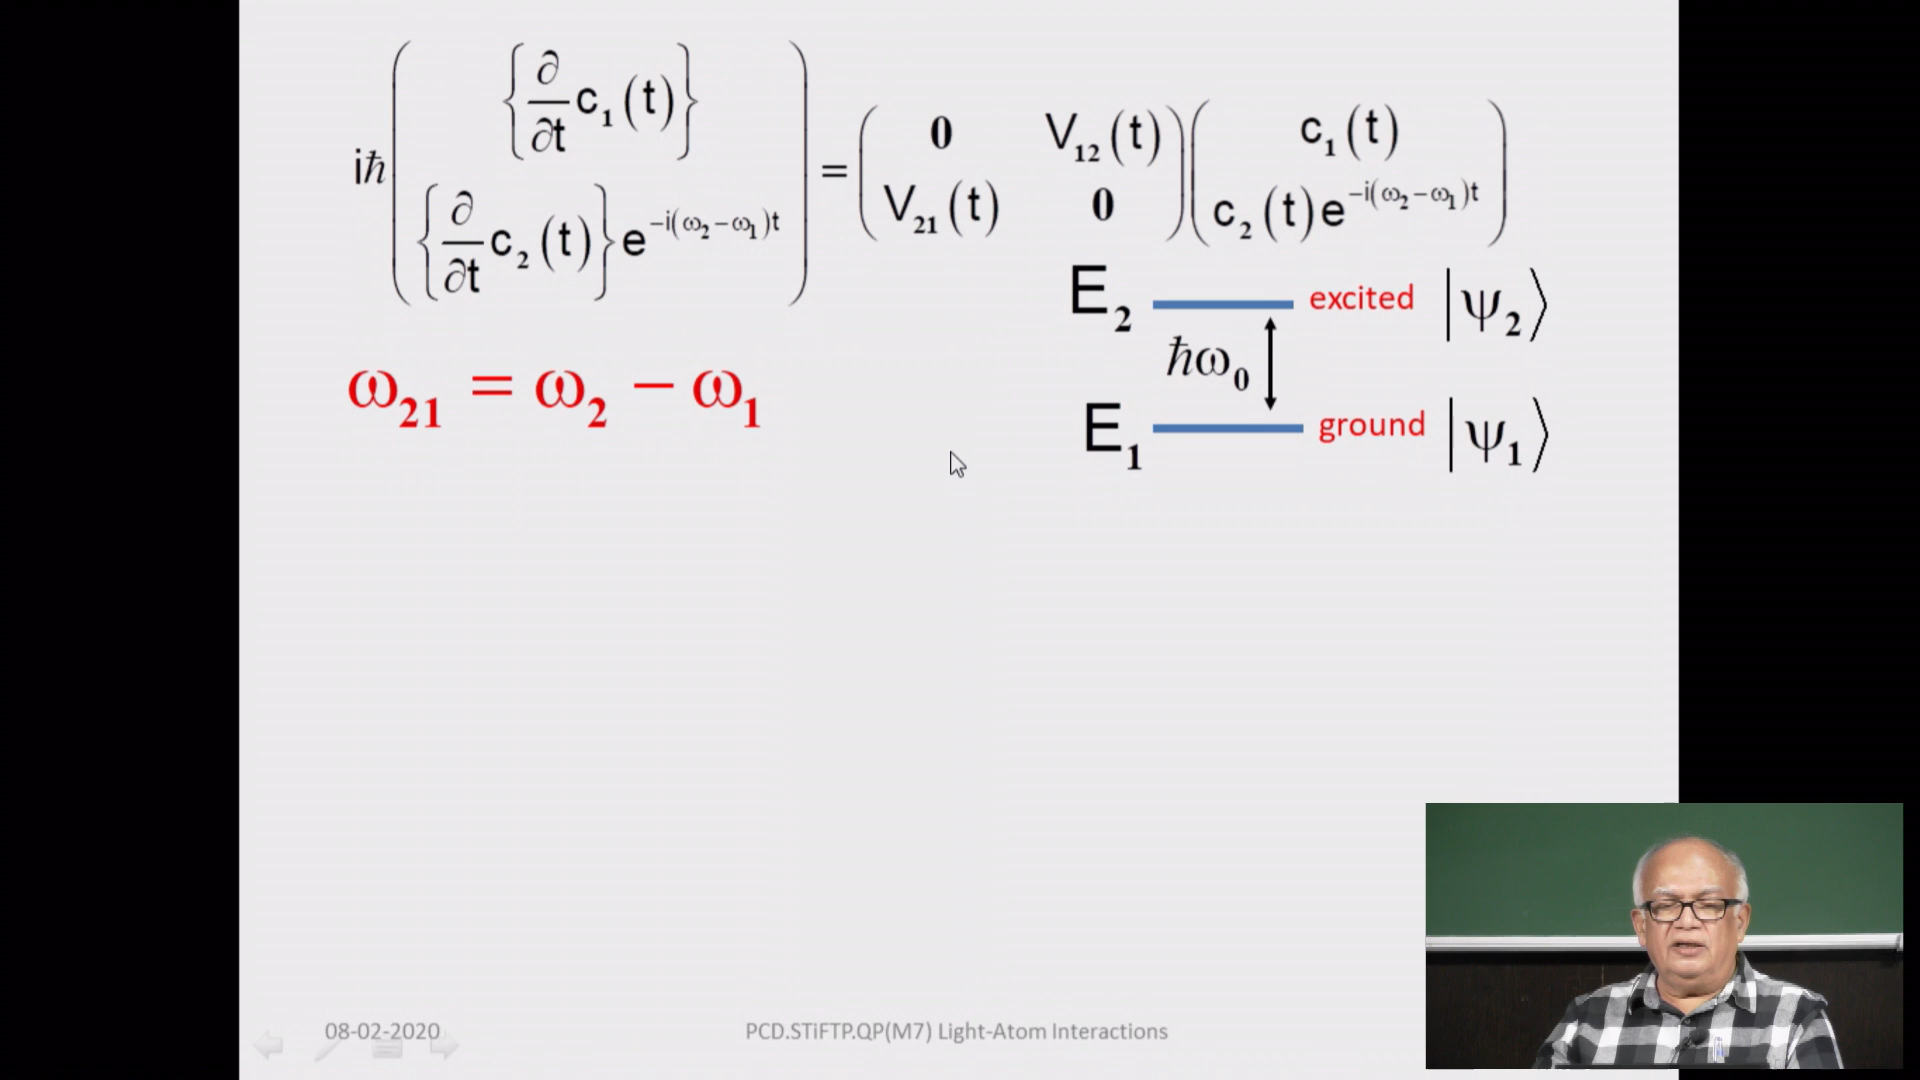 iħ ( {∂/∂t c₁(t)} ; {∂/∂t c₂(t)} e^{-i(ω₂-ω₁)t} ) = ( 0 V₁₂(t) ; V₂₁(t) 0 ) ( c₁(t) ; c₂(t) e^{-i(ω₂-ω₁)t} )
E₂ excited |ψ₂⟩
ħω₀
ω₂₁ = ω₂ − ω₁
E₁ ground |ψ₁⟩
08-02-2020 PCD.STiFTP.QP(M7) Light-Atom Interactions